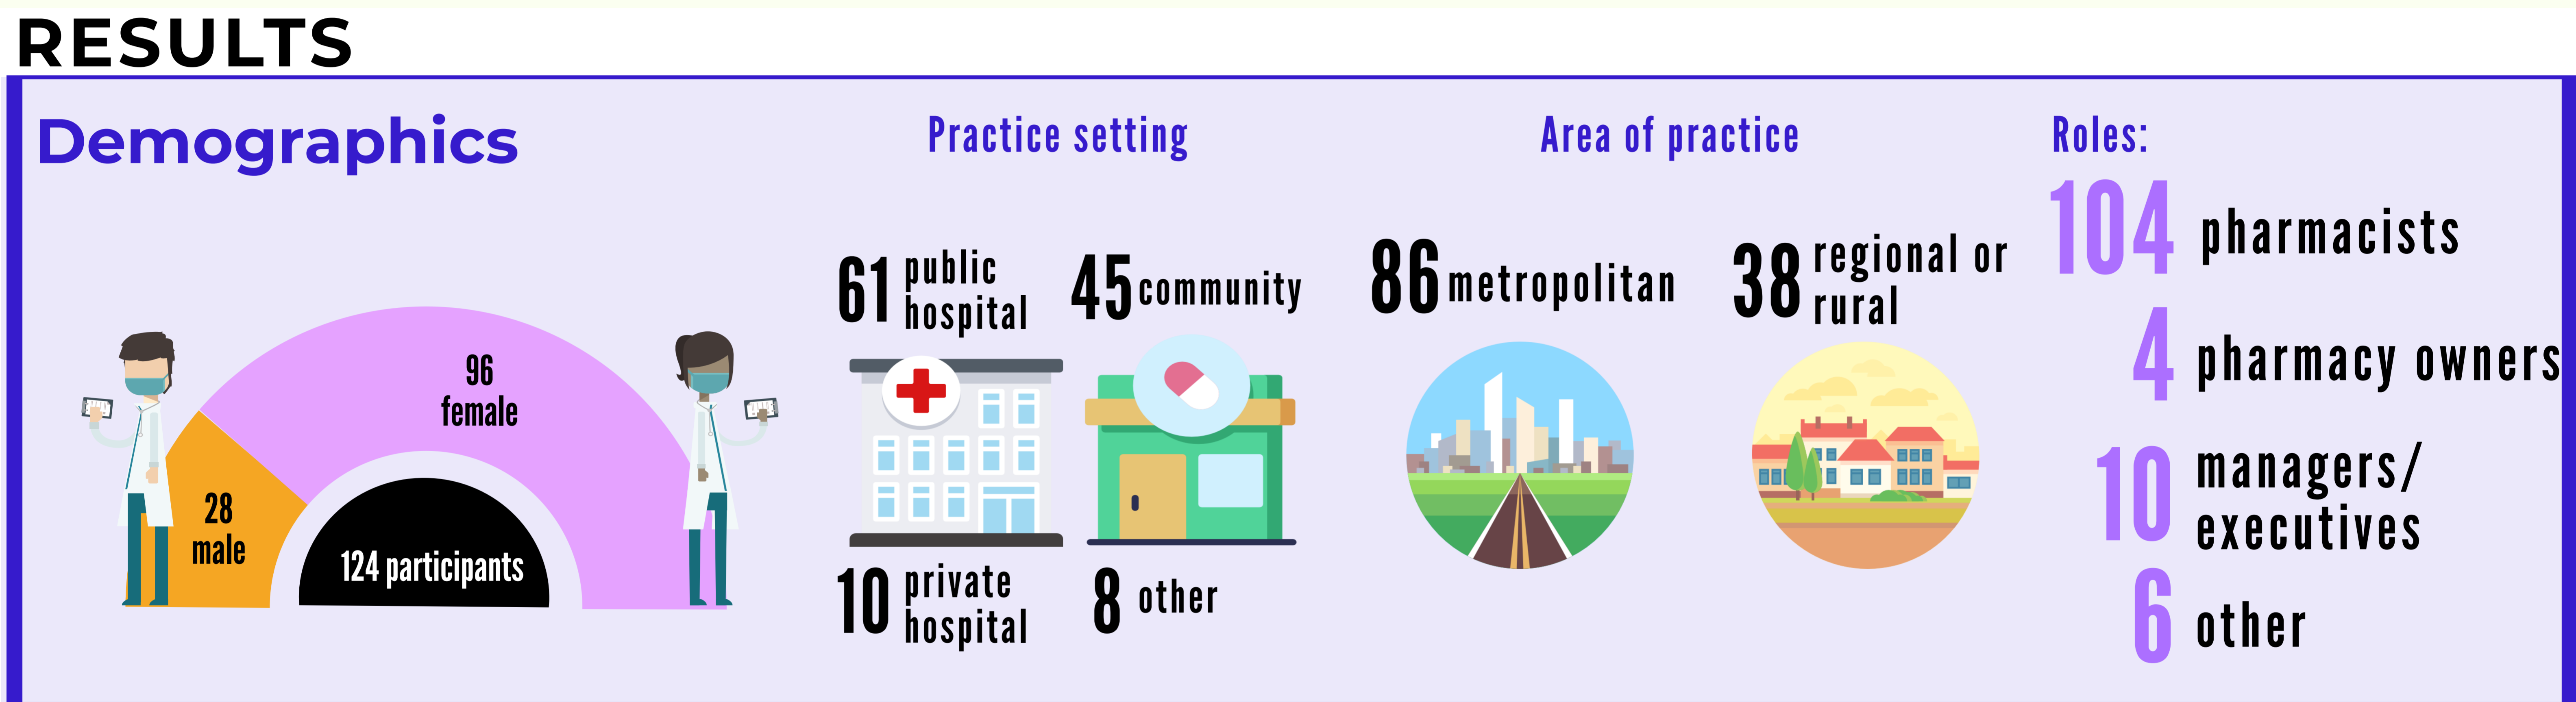 RESULTS
Demographics
96
female
28
male
124 participants
Practice setting
61 public
hospital
45 community
10 private
hospital
8 other
Area of practice
86 metropolitan
38 regional or
rural
Roles:
104 pharmacists
4 pharmacy owners
10 managers/
executives
6 other